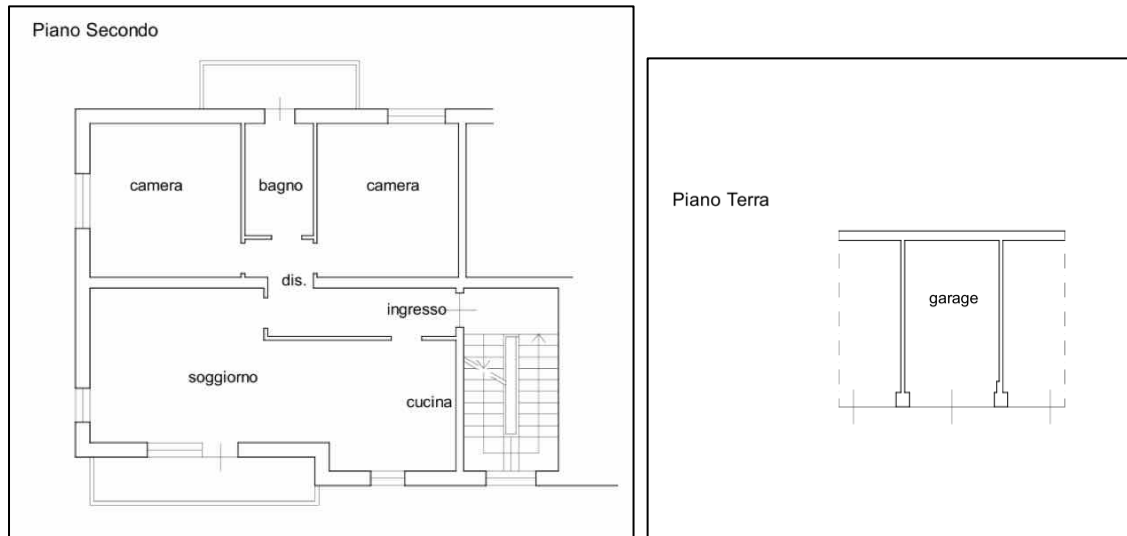 Piano Secondo
camera
bagno
camera
dis.
ingresso
soggiorno
cucina
Piano Terra
garage